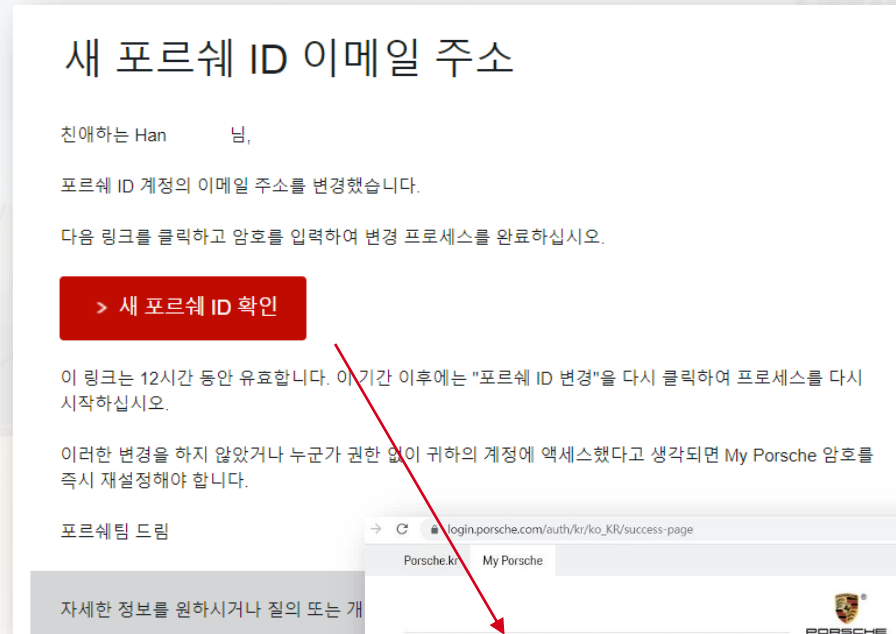 새 포르쉐 ID 이메일 주소
친애하는 Han 님,
포르쉐 ID 계정의 이메일 주소를 변경했습니다.
다음 링크를 클릭하고 암호를 입력하여 변경 프로세스를 완료하십시오.
> 새 포르쉐 ID 확인
이 링크는 12시간 동안 유효합니다. 이 기간 이후에는 "포르쉐 ID 변경"을 다시 클릭하여 프로세스를 다시
시작하십시오.
이러한 변경을 하지 않았거나 누군가 권한 없이 귀하의 계정에 액세스했다고 생각되면 My Porsche 암호를
즉시 재설정해야 합니다.
포르쉐팀 드림
login.porsche.com/auth/kr/ko_KR/success-page
Porsche.kr My Porsche
자세한 정보를 원하시거나 질의 또는 개
PORSCHE